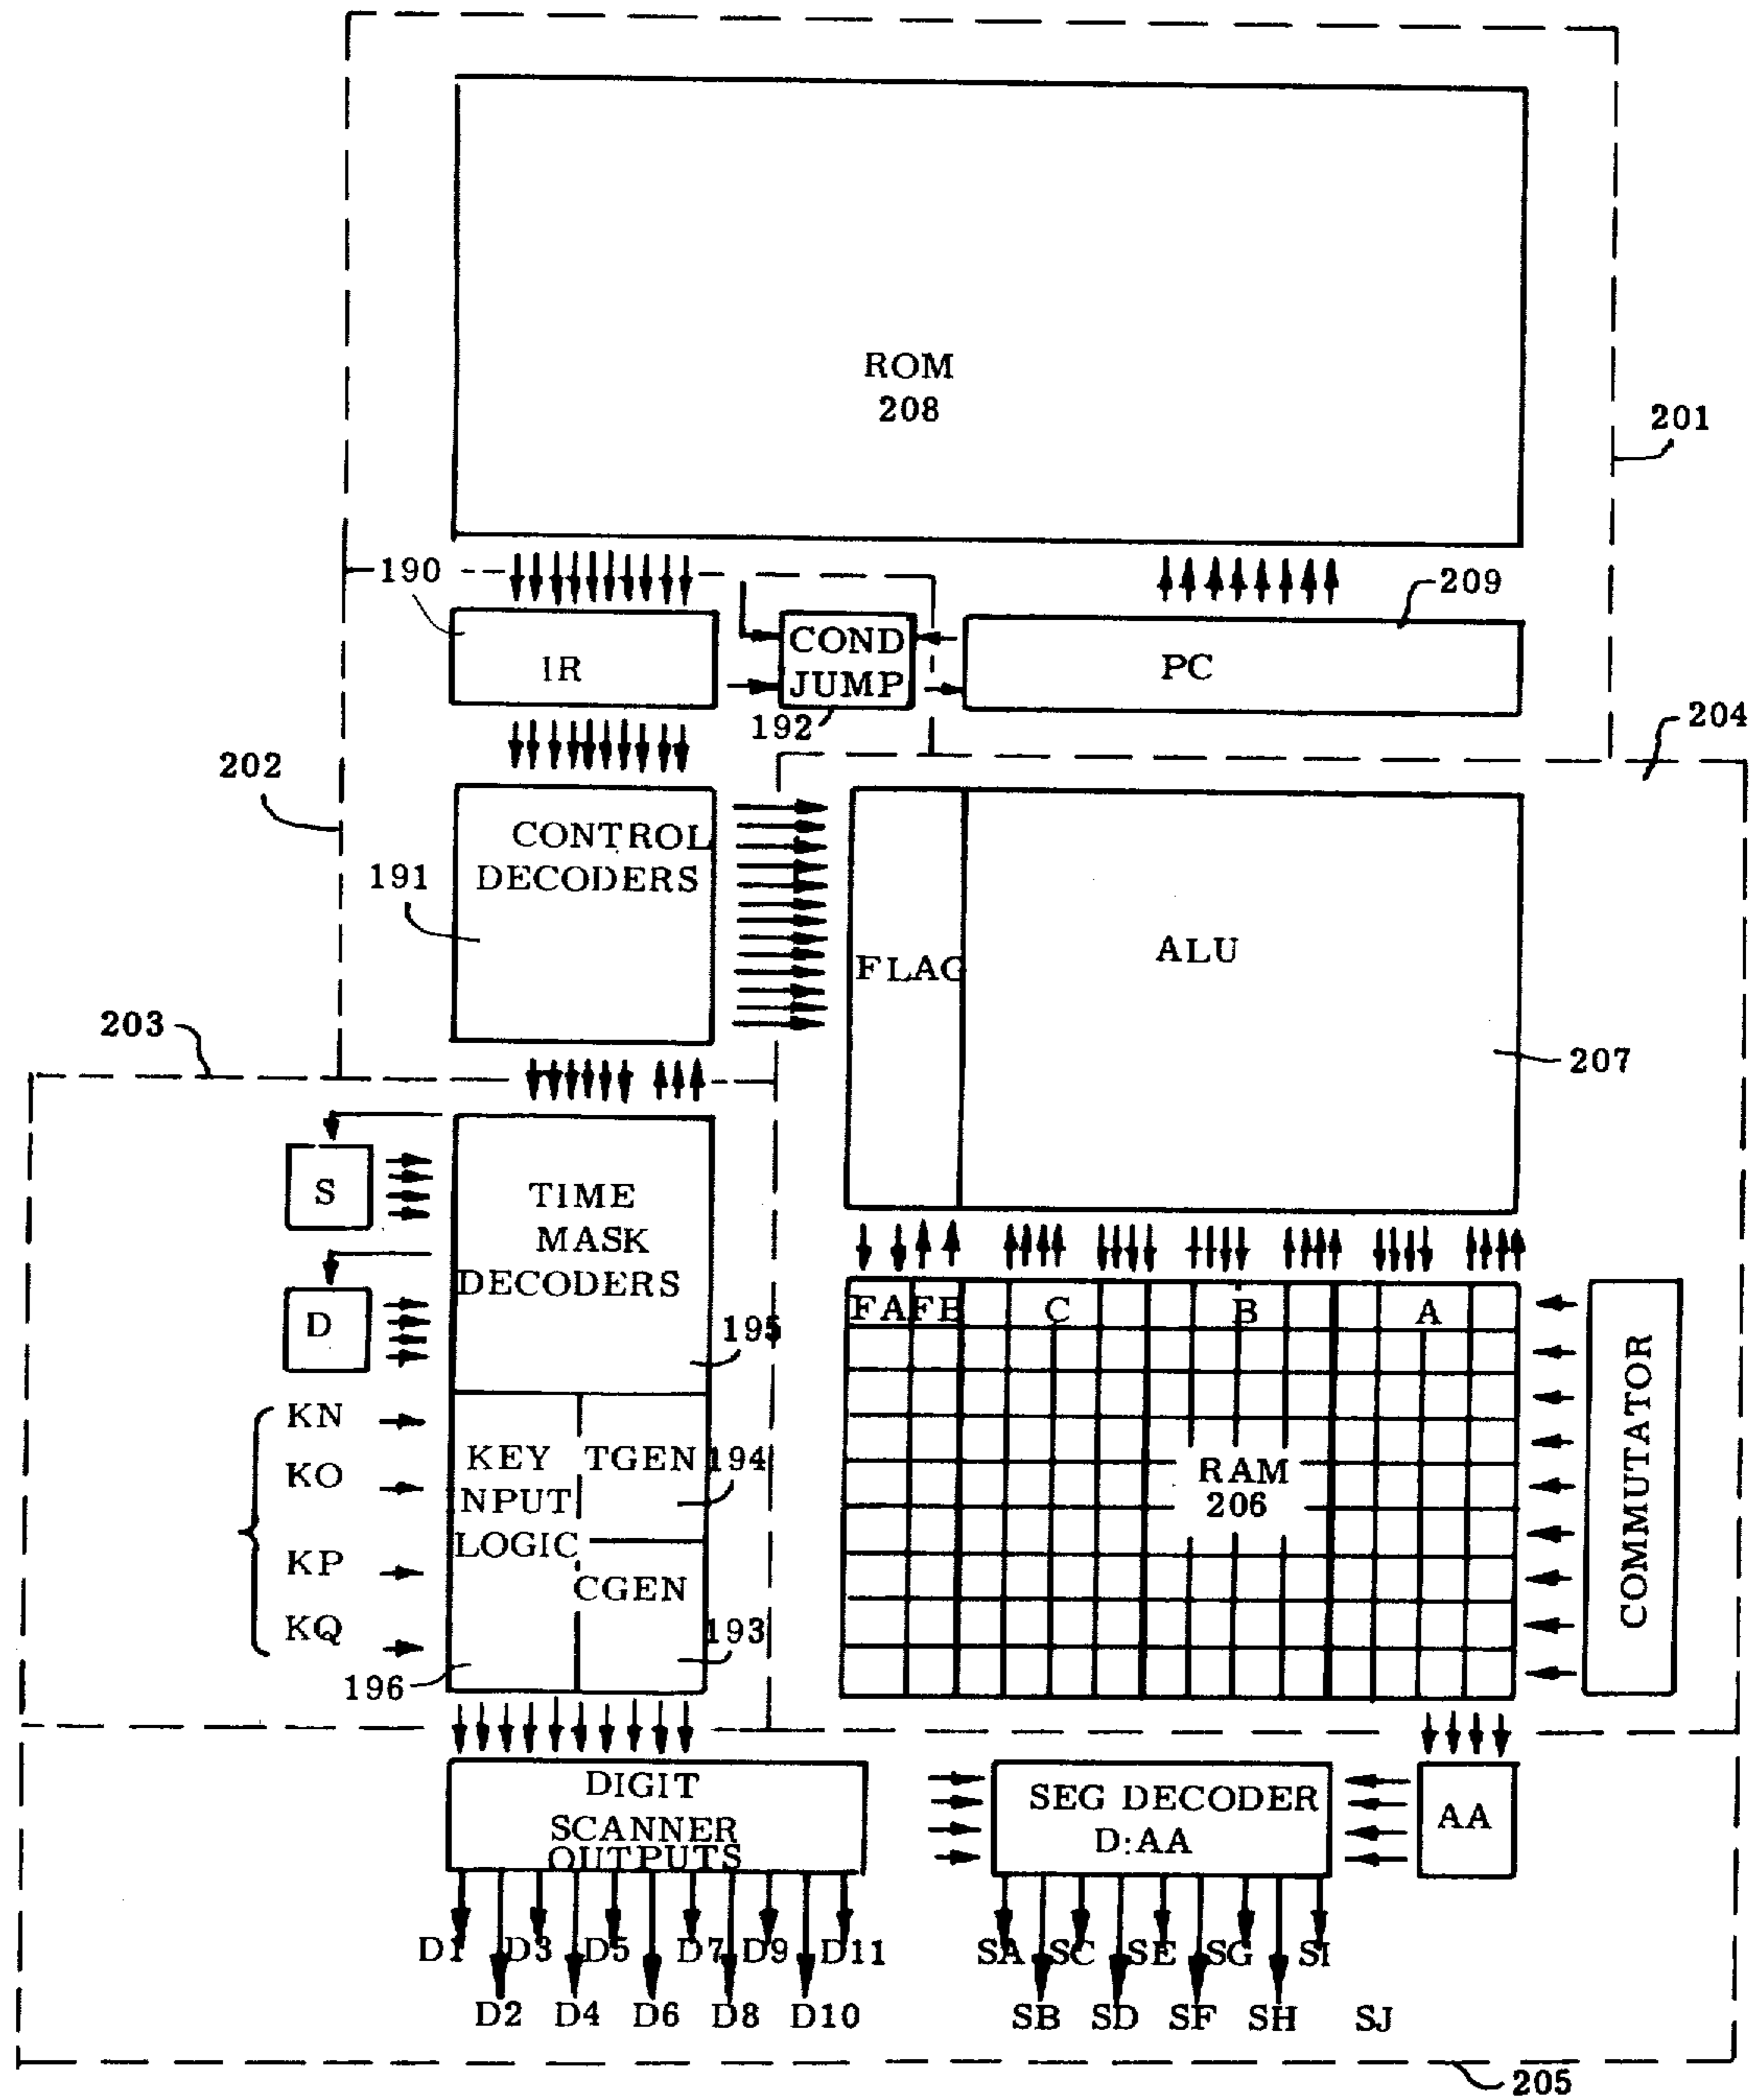 ROM
208
201
190
209
IR
COND
JUMP
192
PC
204
202
CONTROL
DECODERS
191
FLAG
ALU
203
207
S
TIME
MASK
DECODERS
D
195
FA FB C B A
COMMUTATOR
KN
KO
KP
KQ
KEY
INPUT
LOGIC
TGEN
194
CGEN
193
196
RAM
206
DIGIT
SCANNER
OUTPUTS
SEG DECODER
D:AA
AA
D1 D3 D5 D7 D9 D11
SA SC SE SG SI
D2 D4 D6 D8 D10
SB SD SF SH SJ
205